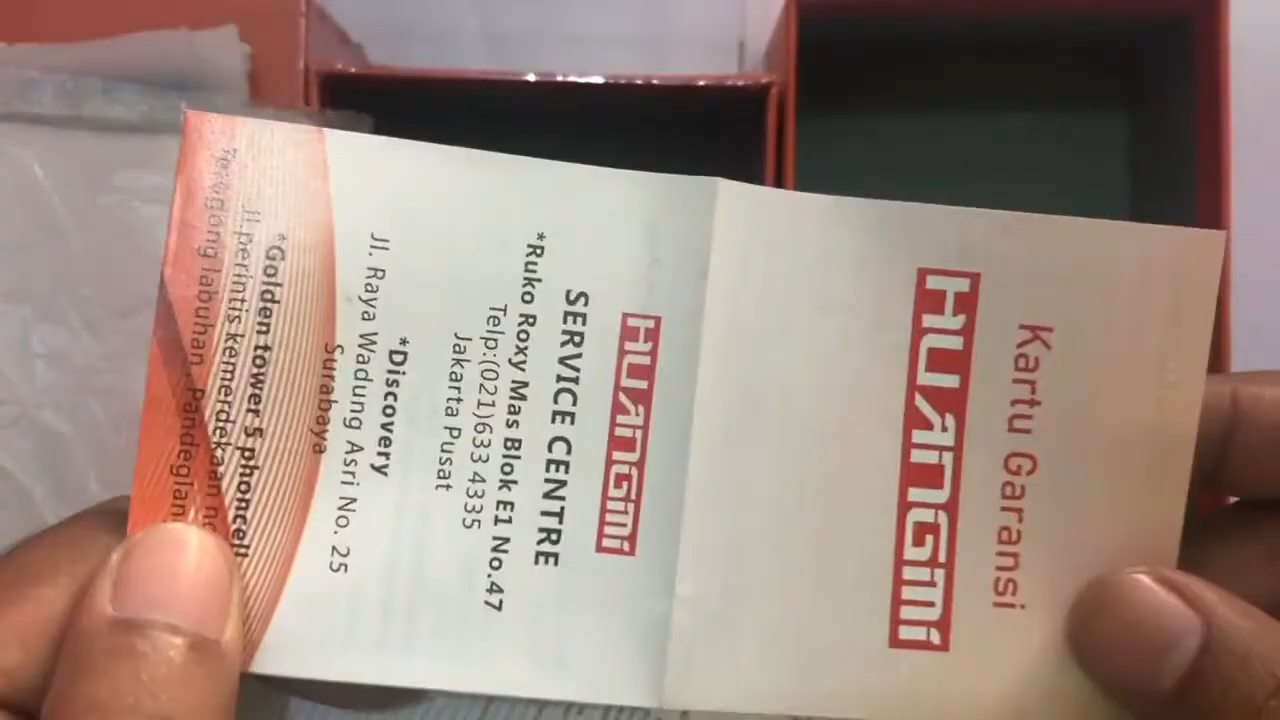 Kartu Garansi
HUANGMI
HUANGMI
SERVICE CENTRE
*Ruko Roxy Mas Blok E1 No.47
Telp:(021)633 4335
Jakarta Pusat
*Discovery
Jl. Raya Wadung Asri No. 25
Surabaya
*Golden tower 5 phoncell
Jl.perintis kemerdekaan no
labuhan, Pandeglan